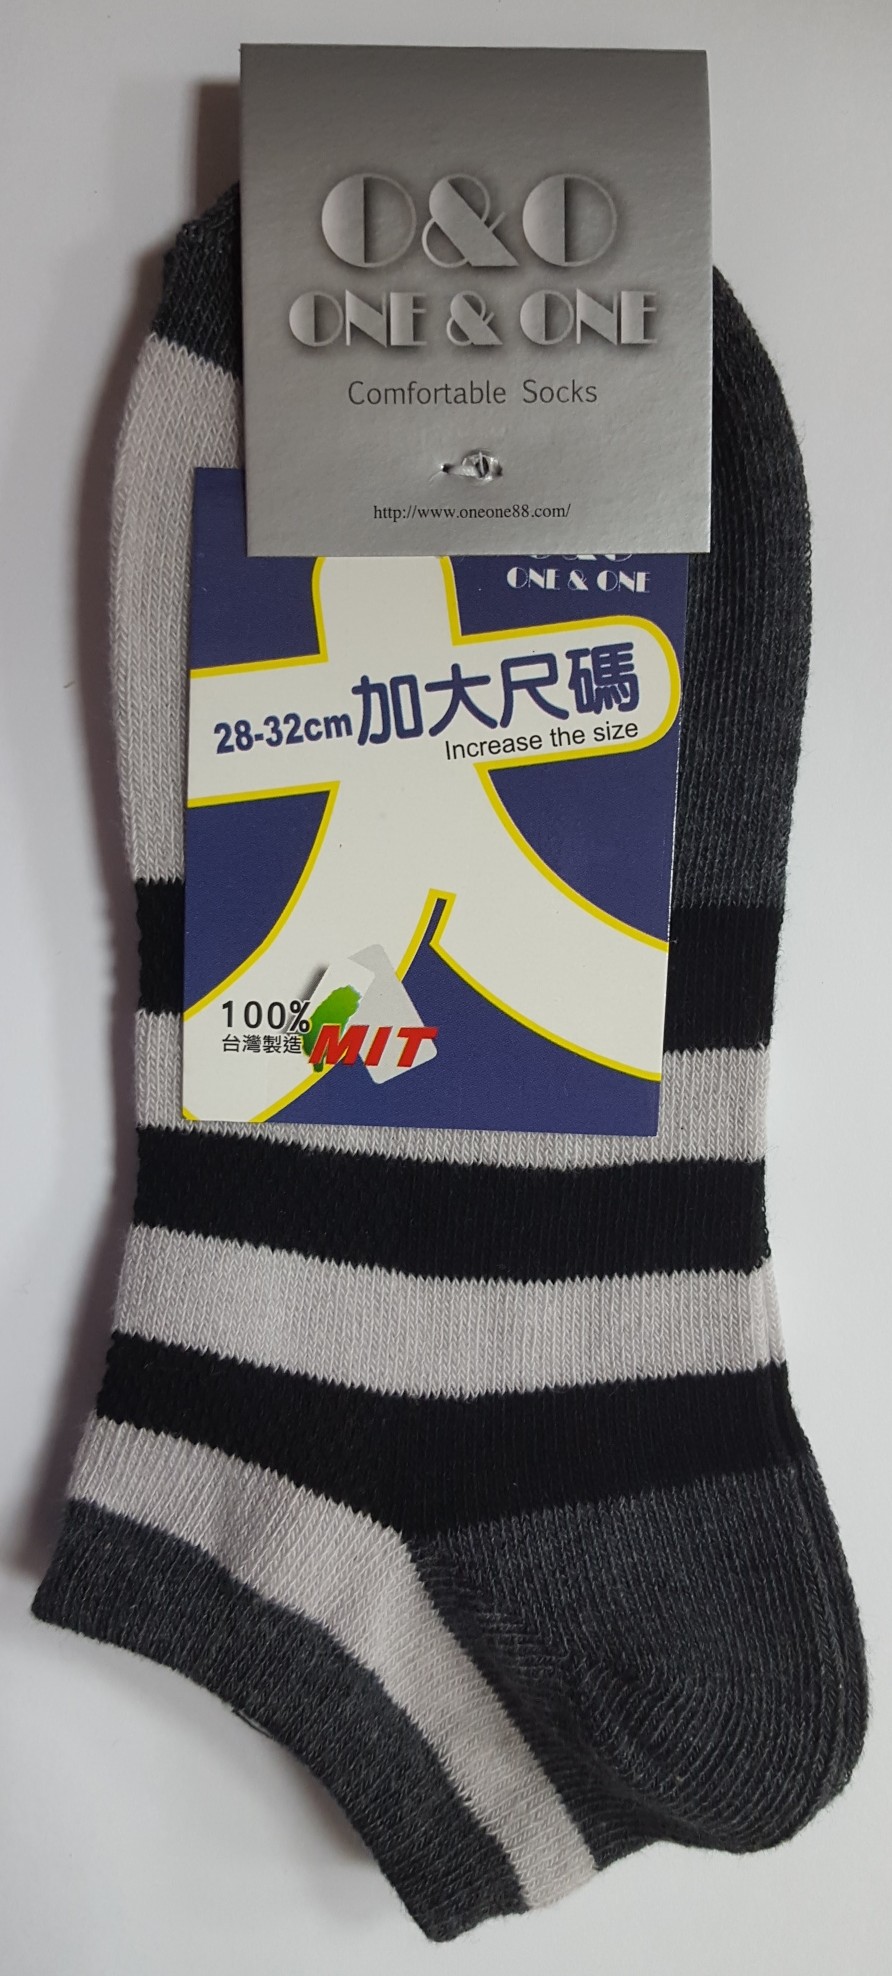 O&O
ONE & ONE
Comfortable Socks
http://www.oneone88.com/
O&O
ONE & ONE
28-32cm加大尺碼
Increase the size
大
100%
台灣製造
MIT